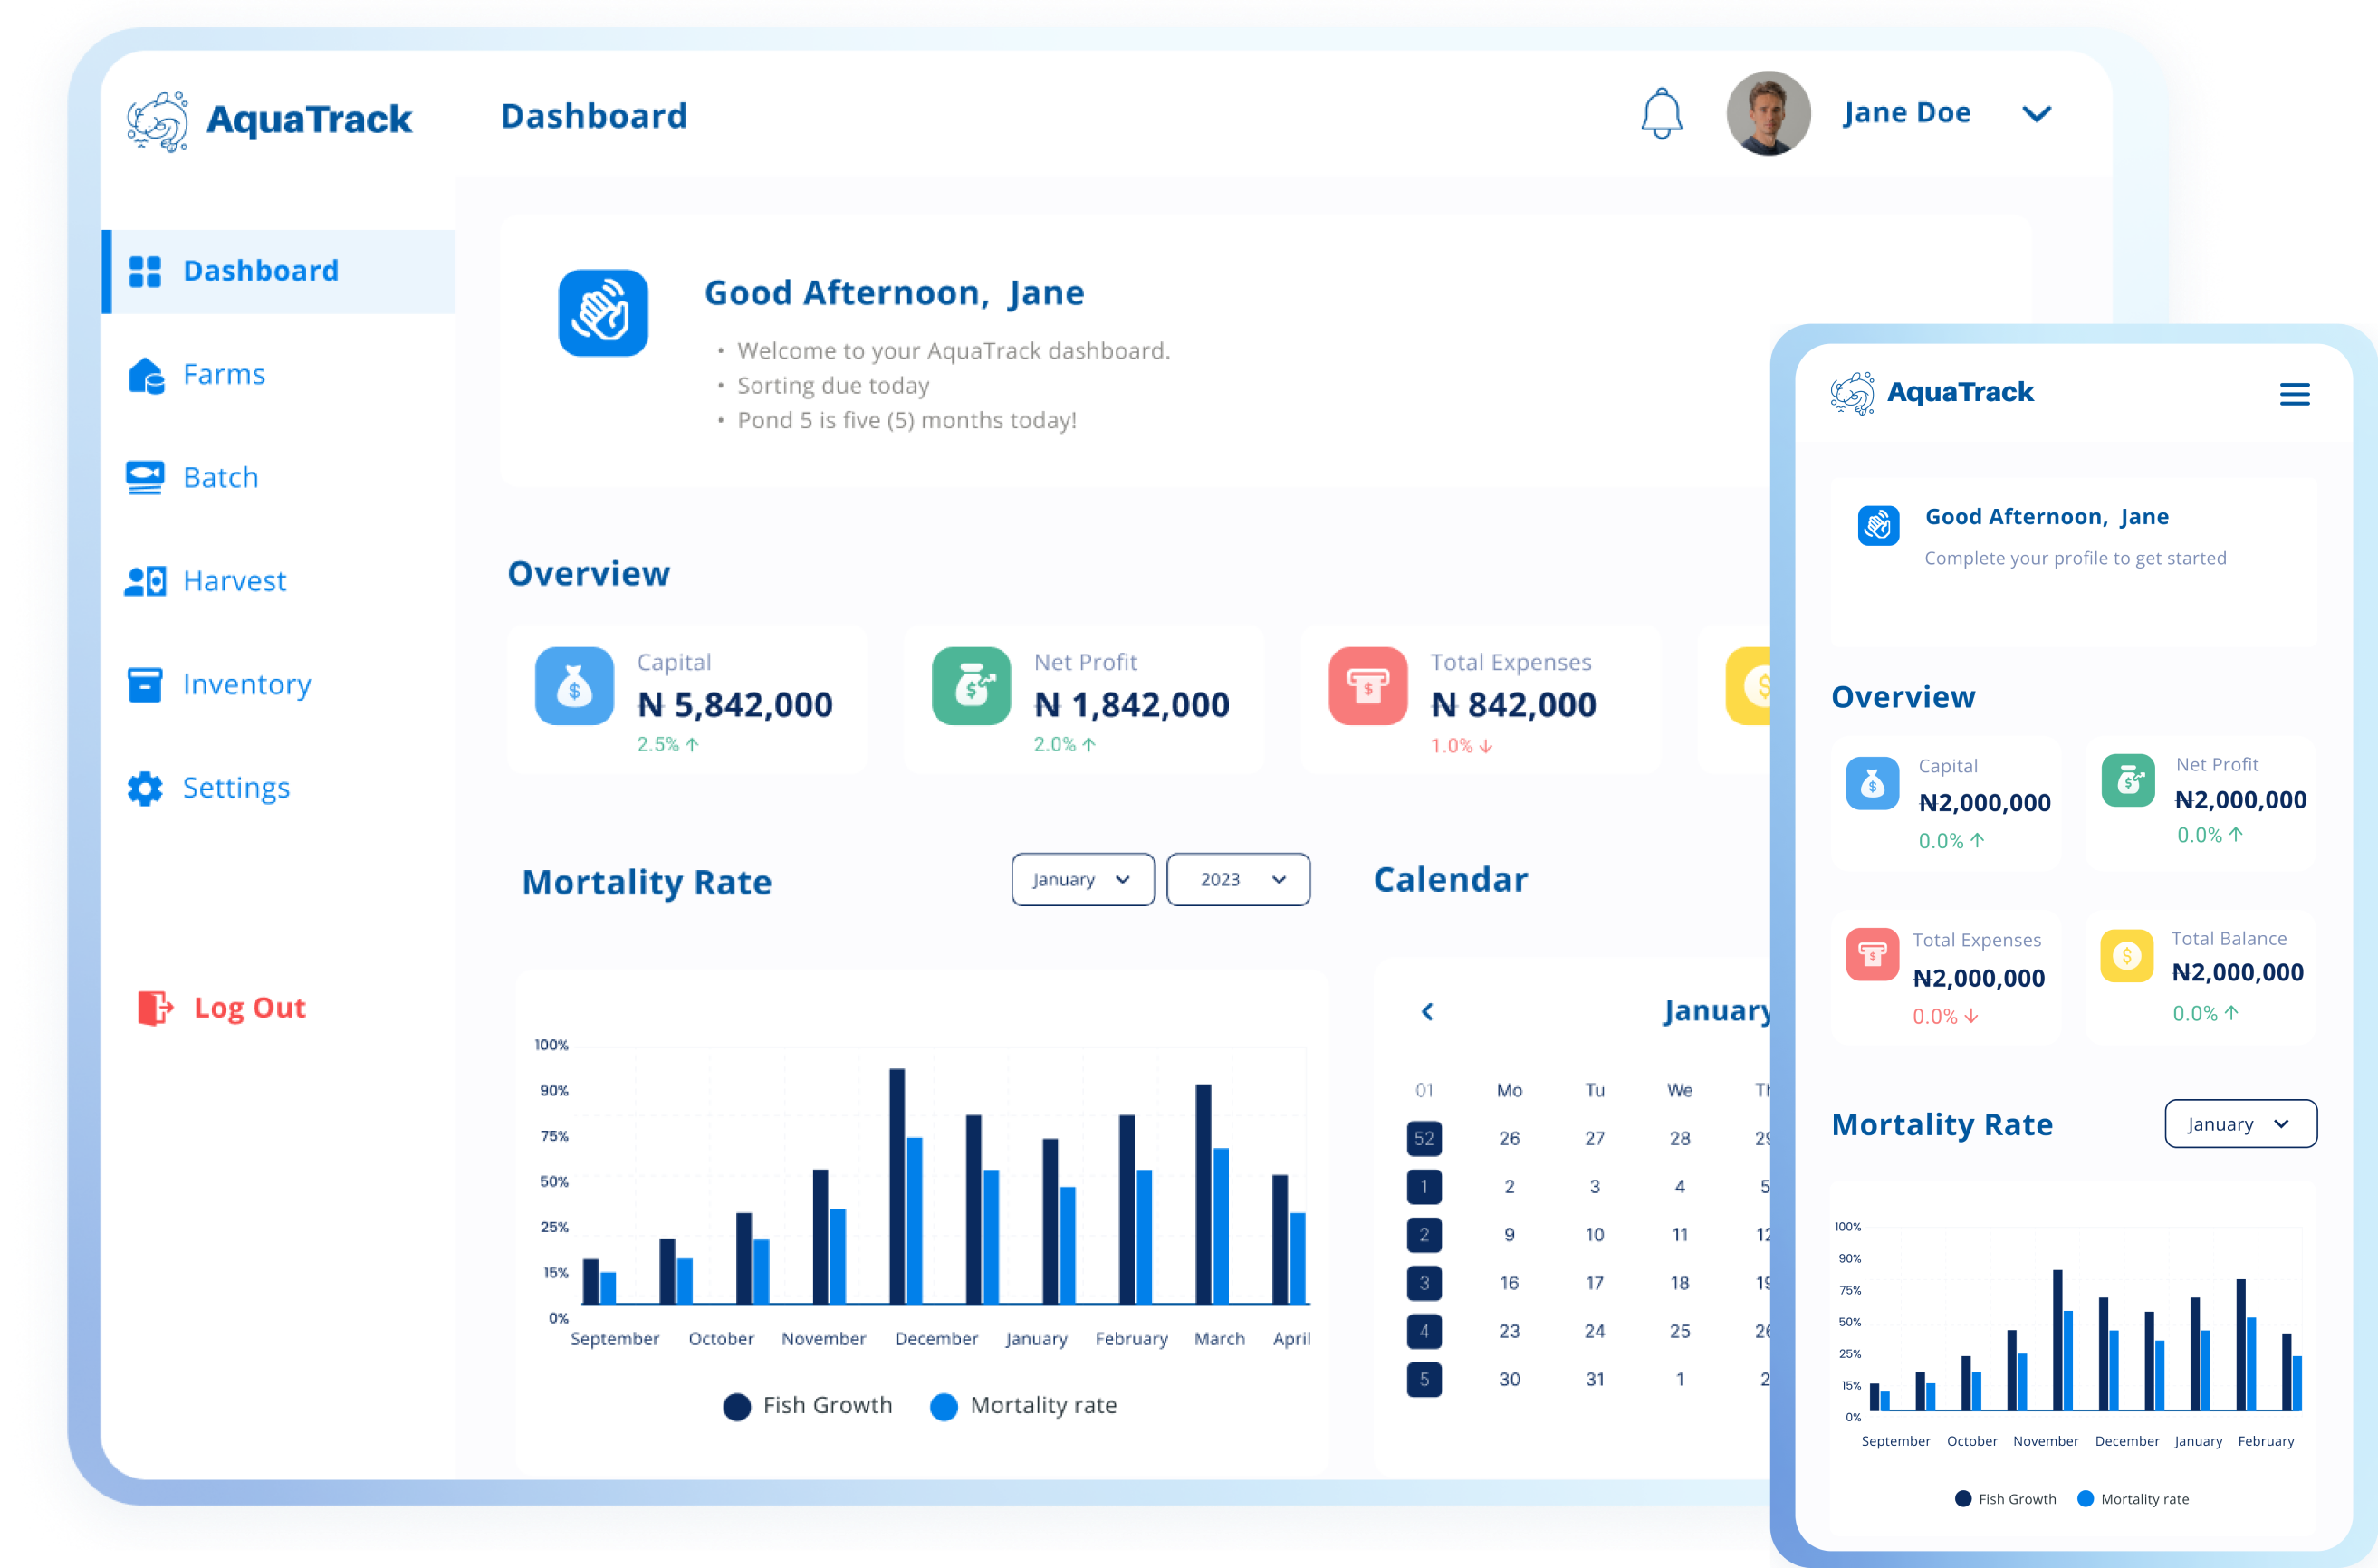 AquaTrack
Dashboard
Jane Doe
Dashboard
Farms
Batch
Harvest
Inventory
Settings
Log Out
Good Afternoon, Jane
• Welcome to your AquaTrack dashboard.
• Sorting due today
• Pond 5 is five (5) months today!
Overview
Capital
₦ 5,842,000
2.5% ↑
Net Profit
₦ 1,842,000
2.0% ↑
Total Expenses
₦ 842,000
1.0% ↓
Mortality Rate
January
2023
100%
90%
75%
50%
25%
15%
0%
September October November December January February March April
Fish Growth Mortality rate
Calendar
January
01 Mo Tu We
52 26 27 28
1 2 3 4 5
2 9 10 11 12
3 16 17 18 19
4 23 24 25 26
5 30 31 1 2
AquaTrack
Good Afternoon, Jane
Complete your profile to get started
Overview
Capital
₦2,000,000
0.0% ↑
Net Profit
₦2,000,000
0.0% ↑
Total Expenses
₦2,000,000
0.0% ↓
Total Balance
₦2,000,000
0.0% ↑
Mortality Rate
January
100%
90%
75%
50%
25%
15%
0%
September October November December January February
Fish Growth Mortality rate